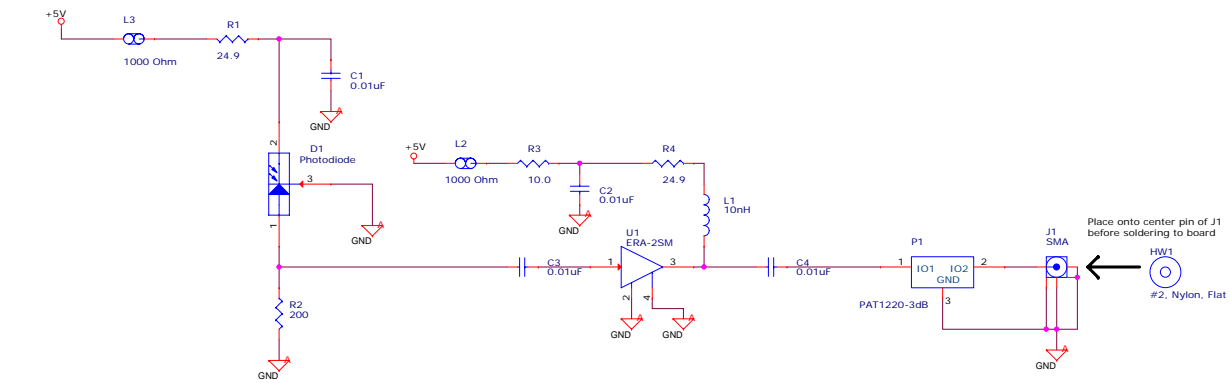 +5V
L3
1000 Ohm
R1
24.9
C1
0.01uF
A
GND
2
D1
Photodiode
3
1
A
GND
R2
200
A
GND
+5V
L2
1000 Ohm
R3
10.0
R4
24.9
C2
0.01uF
A
GND
L1
10nH
U1
ERA-2SM
C3
0.01uF
1
3
2
4
A
GND
A
GND
C4
0.01uF
P1
1
IO1
IO2
2
GND
3
PAT1220-3dB
J1
SMA
A
GND
Place onto center pin of J1
before soldering to board
HW1
#2, Nylon, Flat